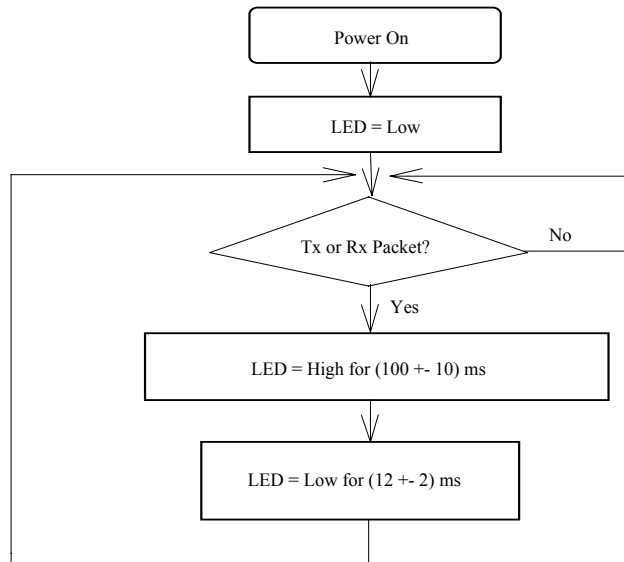 Power On
LED = Low
Tx or Rx Packet?
No
Yes
LED = High for (100 +- 10) ms
LED = Low for (12 +- 2) ms